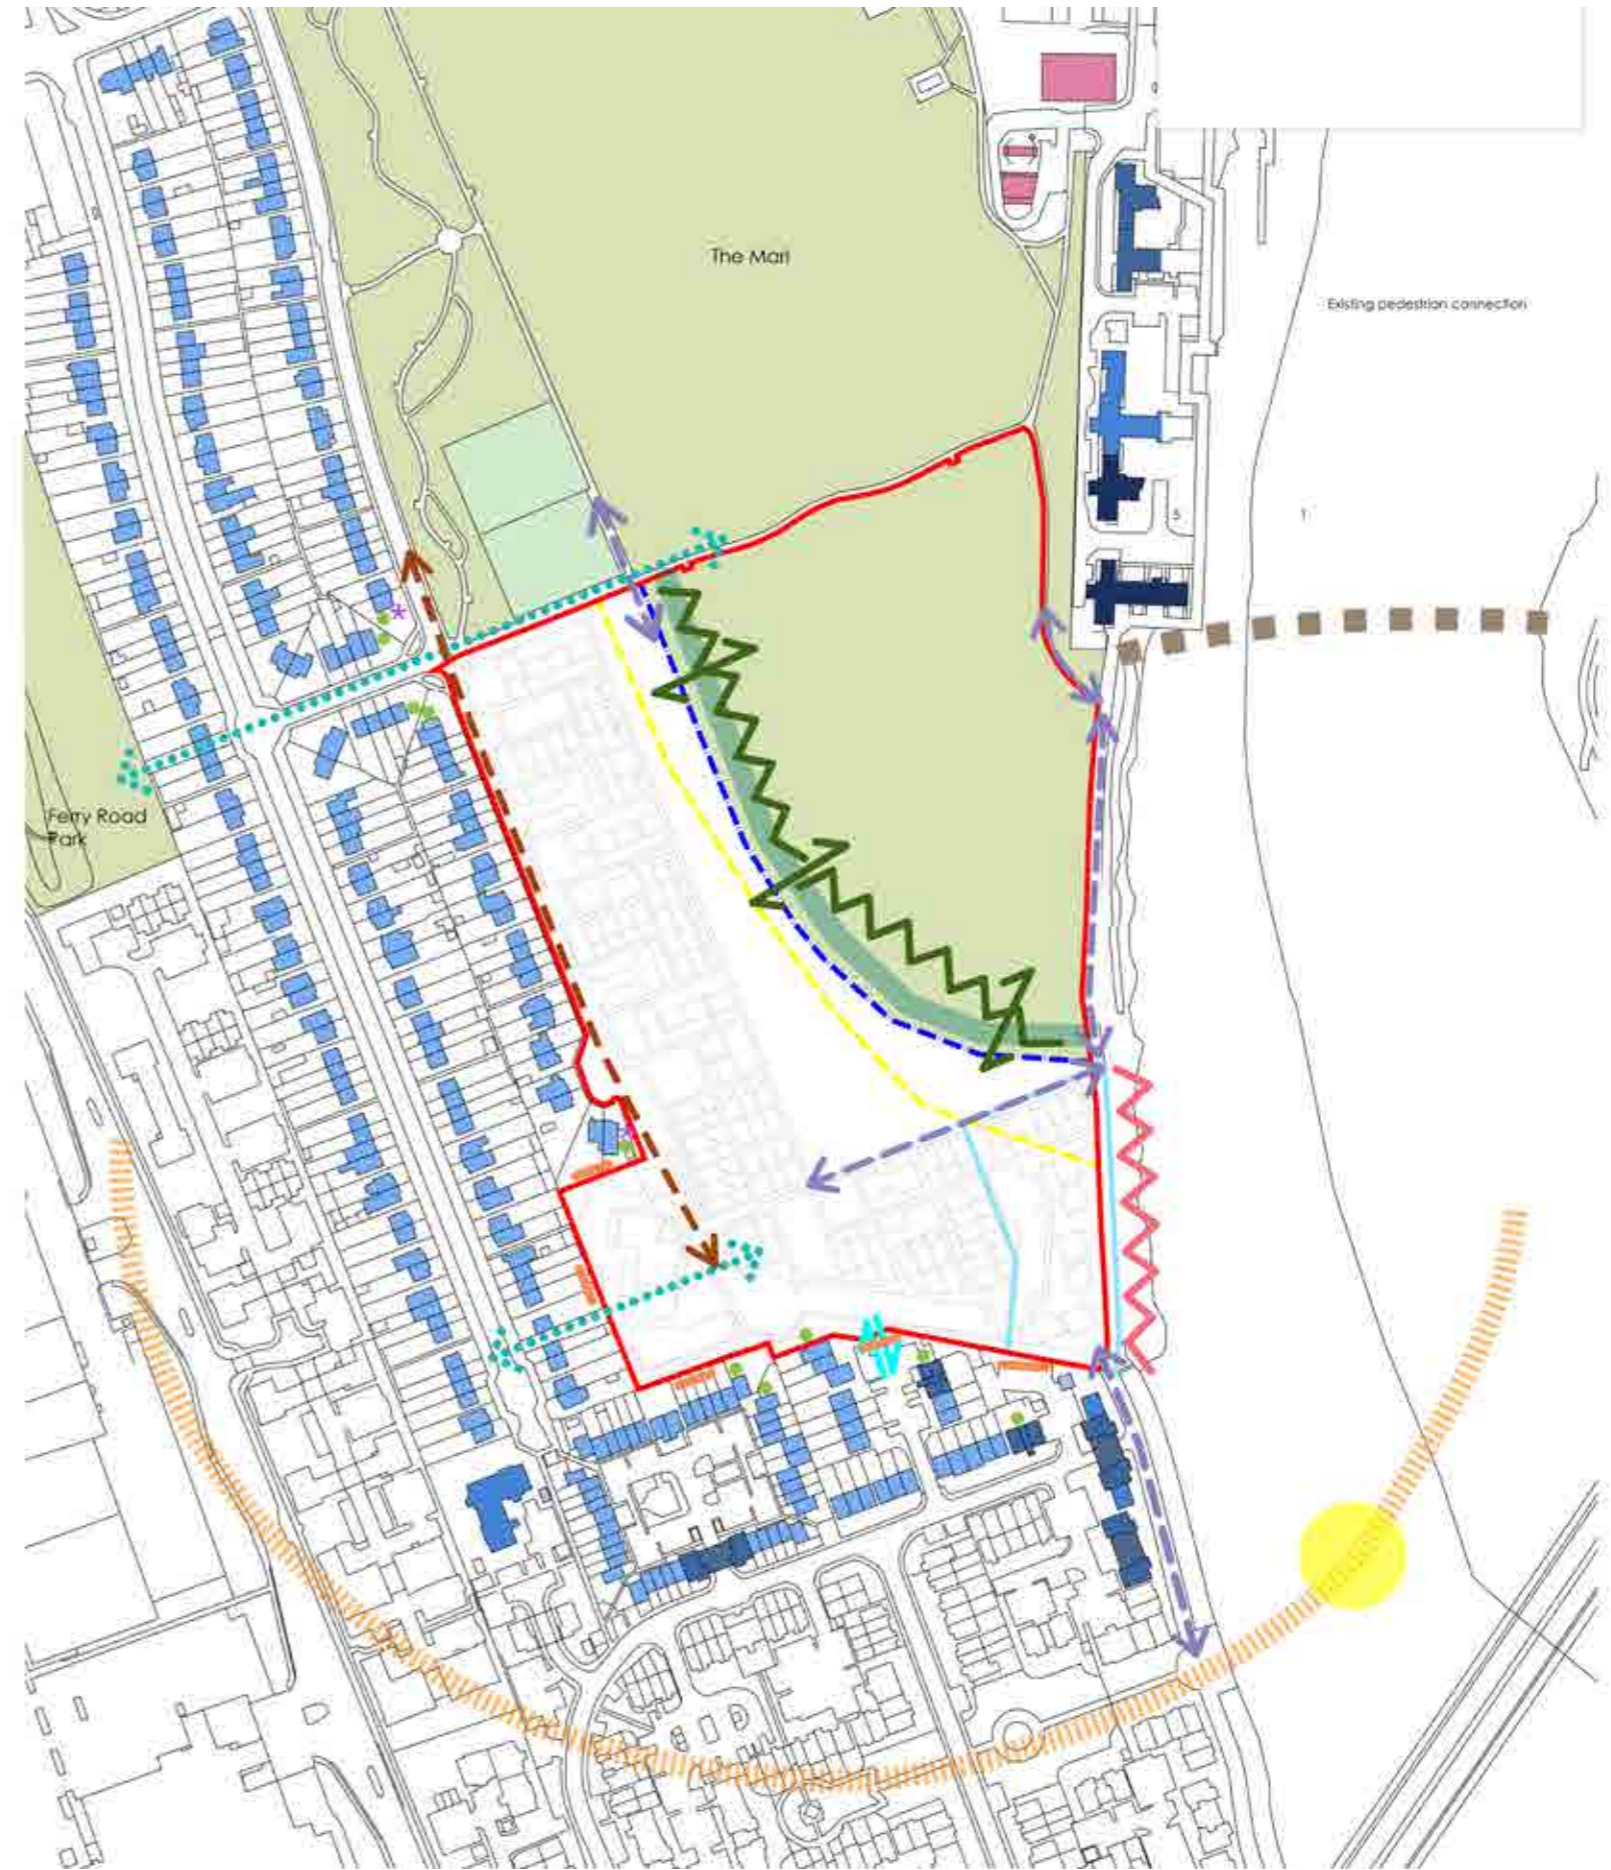 The Marl
Existing pedestrian connection
Ferry Road
Park